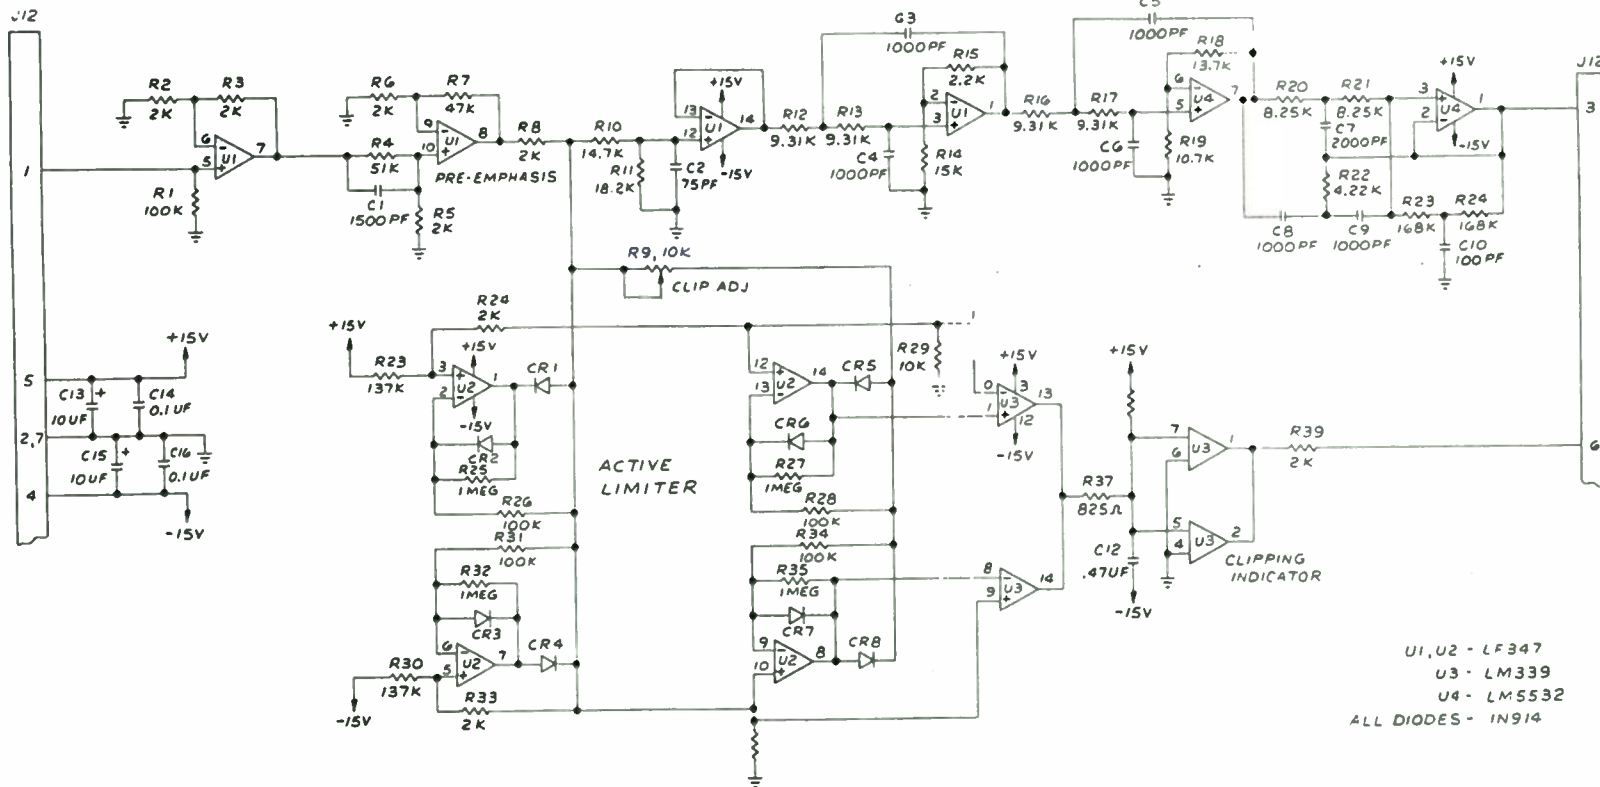 J12
1
R1
100K
R2
2K
R3
2K
6
5
U1
7
R6
2K
R7
47K
R4
51K
C1
1500PF
R5
2K
9
10
U1
8
PRE-EMPHASIS
R8
2K
R10
14.7K
R11
18.2K
C2
75PF
+15V
13
12
U1
14
-15V
R12
9.31K
R13
9.31K
1000PF
C4
1000PF
R15
2.2K
2
3
U1
1
R14
15K
R16
9.31K
R17
9.31K
1000PF
C6
1000PF
R18
13.7K
6
5
U4
7
R19
10.7K
R20
8.25K
R21
8.25K
C7
2000PF
R22
4.22K
C8
1000PF
C9
1000PF
+15V
3
2
U4
1
-15V
R23
168K
R24
168K
C10
100PF
J12
3
6
R9, 10K
CLIP ADJ
5
2,7
4
+15V
C13
+
10UF
C14
0.1UF
C15
+
10UF
C16
0.1UF
-15V
+15V
R23
137K
R24
2K
+15V
3
2
U2
1
-15V
CR1
CR2
R25
1MEG
R26
100K
R31
100K
R32
1MEG
CR3
6
5
U2
7
CR4
R30
137K
-15V
R33
2K
ACTIVE
LIMITER
12
13
U2
14
CR5
CR6
R27
1MEG
R28
100K
R34
100K
R35
1MEG
CR7
9
10
U2
8
CR8
R29
10K
+15V
0
1
U3
3
13
12
-15V
8
9
U3
14
R37
825Ω
+15V
7
6
U3
1
5
4
U3
2
C12
.47UF
-15V
R39
2K
CLIPPING
INDICATOR
U1,U2 - LF347
U3 - LM339
U4 - LM5532
ALL DIODES - 1N914